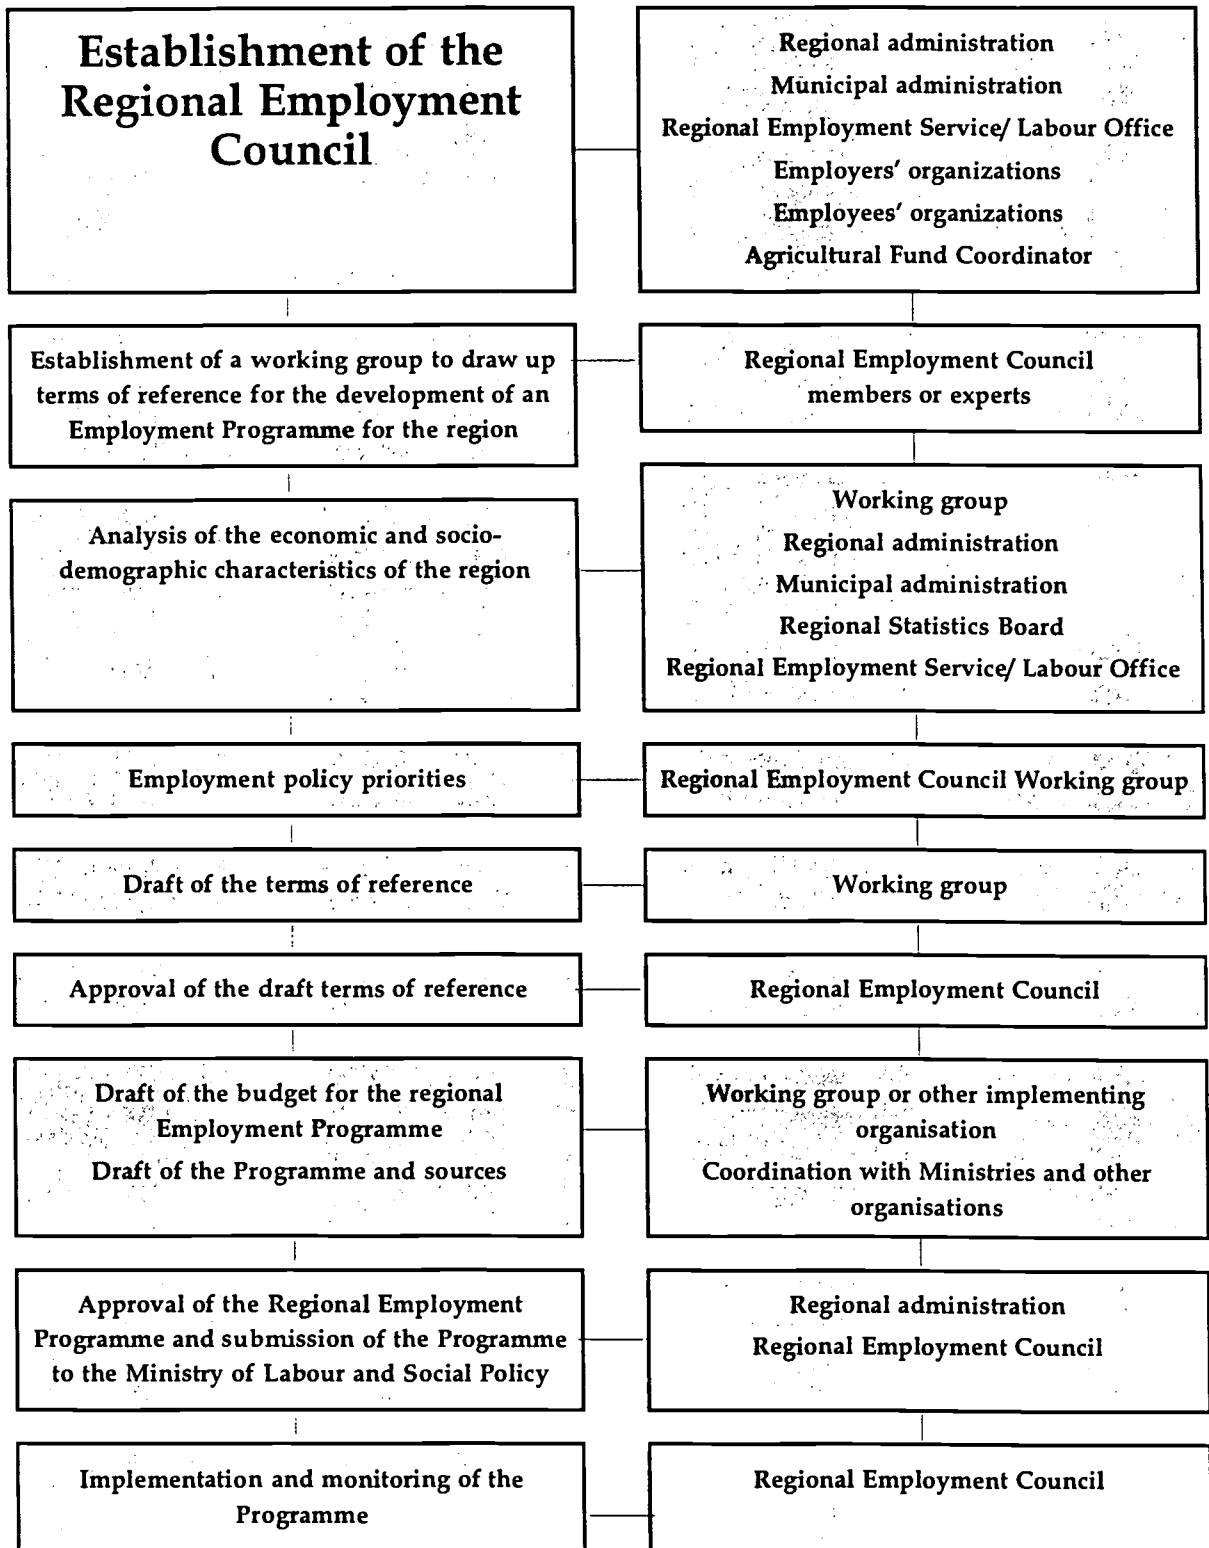 Establishment of the
Regional Employment
Council
Regional administration
Municipal administration
Regional Employment Service/ Labour Office
Employers' organizations
Employees' organizations
Agricultural Fund Coordinator
Establishment of a working group to draw up
terms of reference for the development of an
Employment Programme for the region
Regional Employment Council
members or experts
Analysis of the economic and socio-
demographic characteristics of the region
Working group
Regional administration
Municipal administration
Regional Statistics Board
Regional Employment Service/ Labour Office
Employment policy priorities
Regional Employment Council Working group
Draft of the terms of reference
Working group
Approval of the draft terms of reference
Regional Employment Council
Draft of the budget for the regional
Employment Programme
Draft of the Programme and sources
Working group or other implementing
organisation
Coordination with Ministries and other
organisations
Approval of the Regional Employment
Programme and submission of the Programme
to the Ministry of Labour and Social Policy
Regional administration
Regional Employment Council
Implementation and monitoring of the
Programme
Regional Employment Council